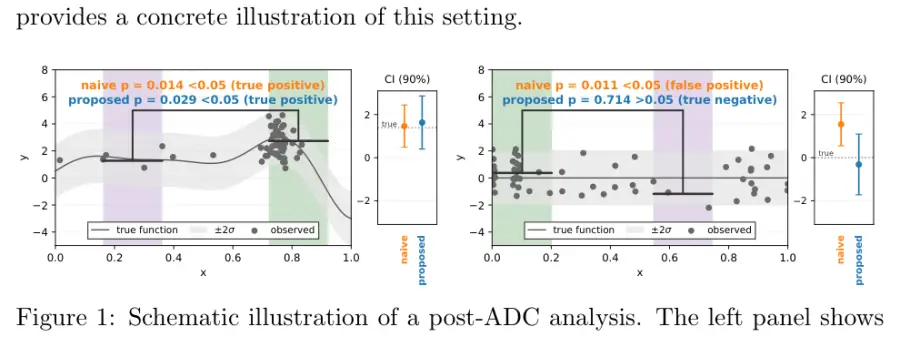 provides a concrete illustration of this setting.
naive p = 0.014 <0.05 (true positive)
proposed p = 0.029 <0.05 (true positive)
8
6
4
2
0
−2
−4
y
0.0 0.2 0.4 0.6 0.8 1.0
x
true function ±2σ observed
CI (90%)
2
0
−2
true
naive
proposed
naive p = 0.011 <0.05 (false positive)
proposed p = 0.714 >0.05 (true negative)
8
6
4
2
0
−2
−4
y
0.0 0.2 0.4 0.6 0.8 1.0
x
true function ±2σ observed
CI (90%)
2
0
−2
true
naive
proposed
Figure 1: Schematic illustration of a post-ADC analysis. The left panel shows